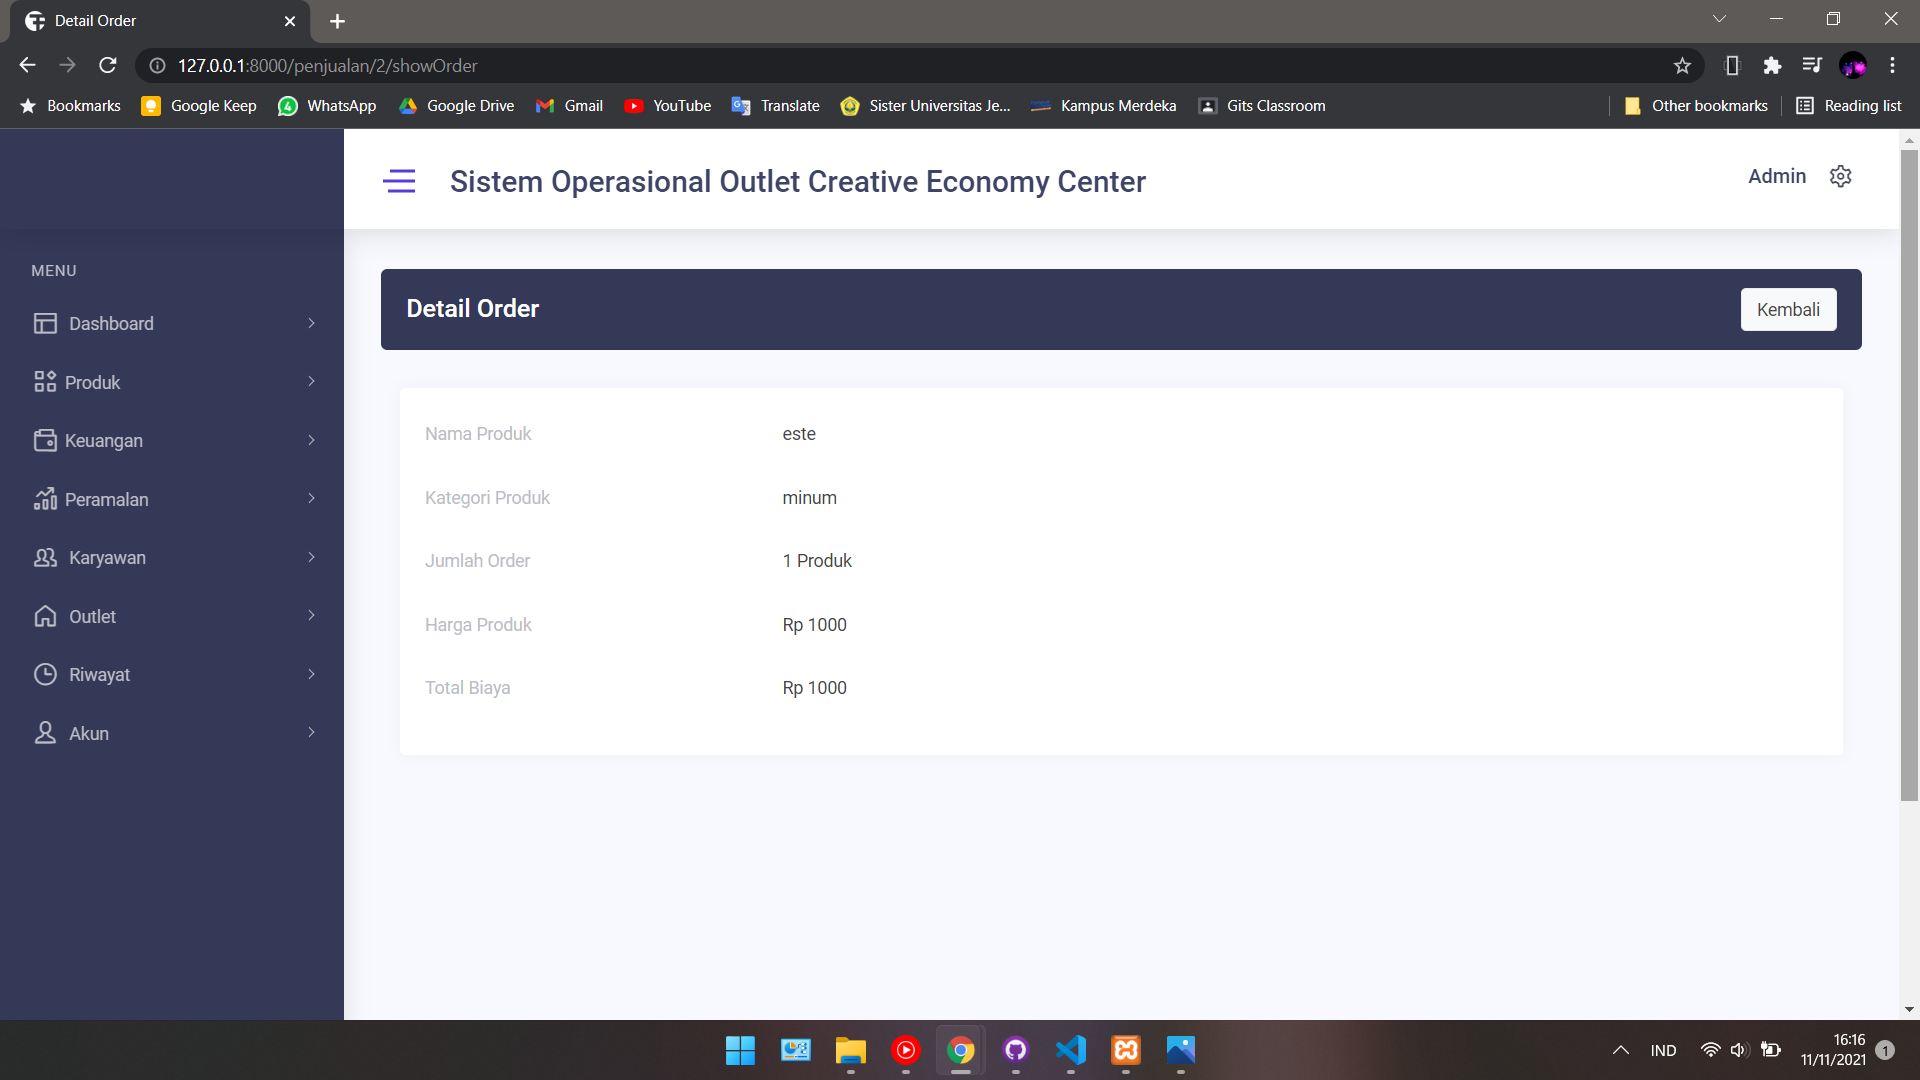 Detail Order
127.0.0.1:8000/penjualan/2/showOrder
Bookmarks Google Keep WhatsApp Google Drive Gmail YouTube Translate Sister Universitas Je... Kampus Merdeka Gits Classroom Other bookmarks Reading list
Sistem Operasional Outlet Creative Economy Center
Admin
MENU
Dashboard
Produk
Keuangan
Peramalan
Karyawan
Outlet
Riwayat
Akun
Detail Order
Kembali
Nama Produk este
Kategori Produk minum
Jumlah Order 1 Produk
Harga Produk Rp 1000
Total Biaya Rp 1000
IND
16:16
11/11/2021
1